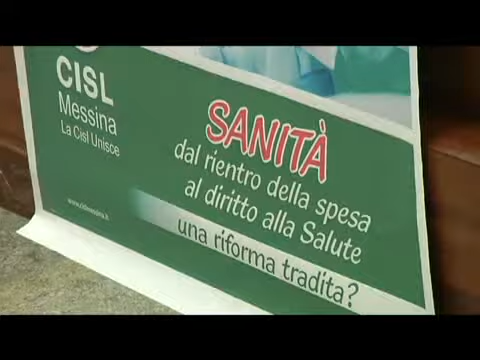 CISL
Messina
La Cisl Unisce
SANITÀ
dal rientro della spesa
al diritto alla Salute
una riforma tradita?